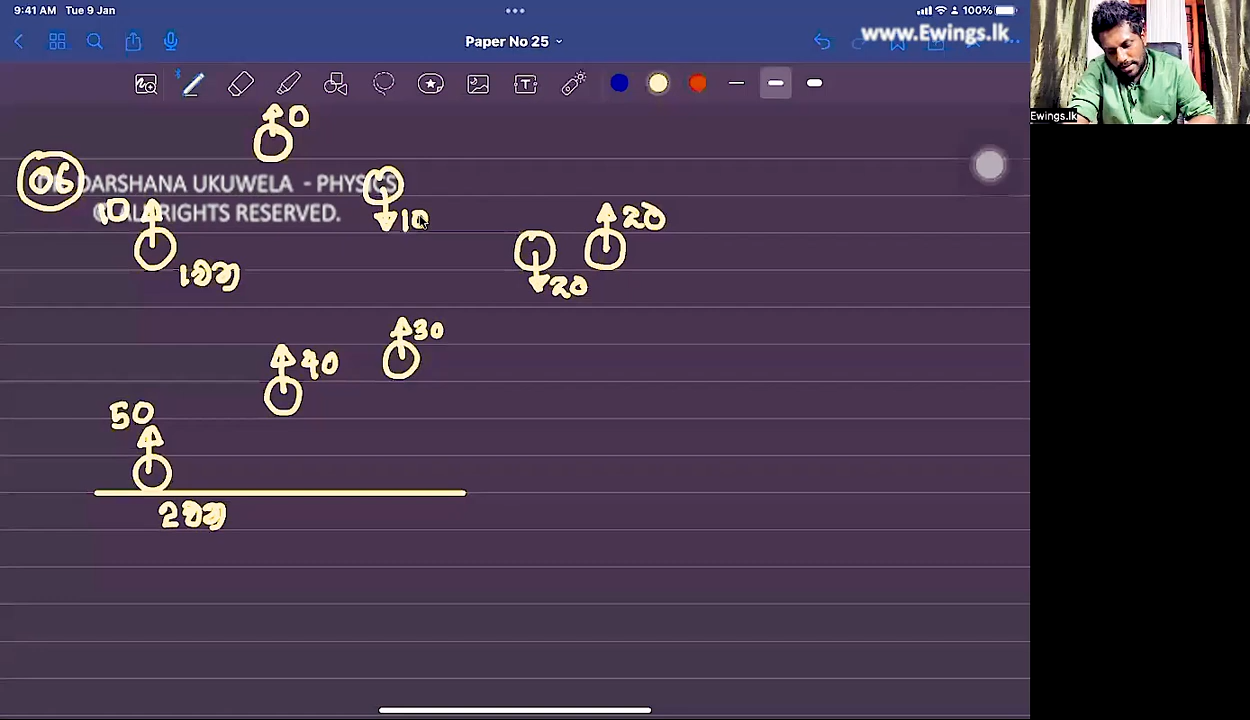 9:41 AM Tue 9 Jan
100%
Paper No 25
www.Ewings.lk
Ewings.lk
06
DARSHANA UKUWELA - PHYSICS
ALL RIGHTS RESERVED.
0
10
1වන
10
20
20
40
30
50
2වන